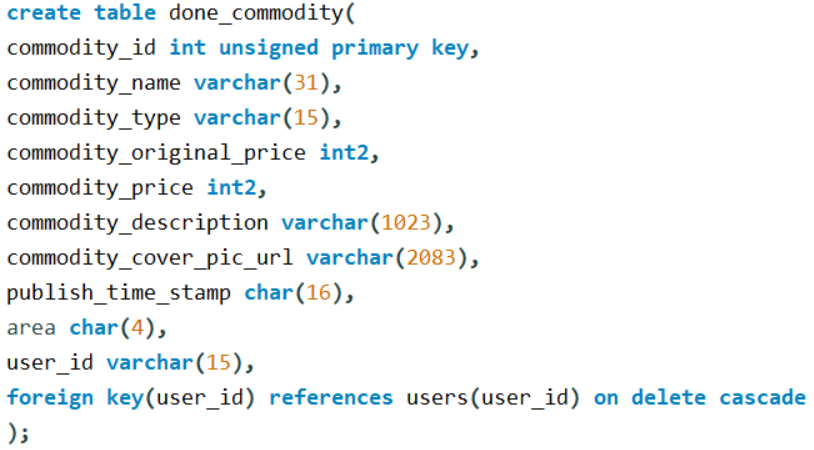 create table done_commodity(
commodity_id int unsigned primary key,
commodity_name varchar(31),
commodity_type varchar(15),
commodity_original_price int2,
commodity_price int2,
commodity_description varchar(1023),
commodity_cover_pic_url varchar(2083),
publish_time_stamp char(16),
area char(4),
user_id varchar(15),
foreign key(user_id) references users(user_id) on delete cascade
);